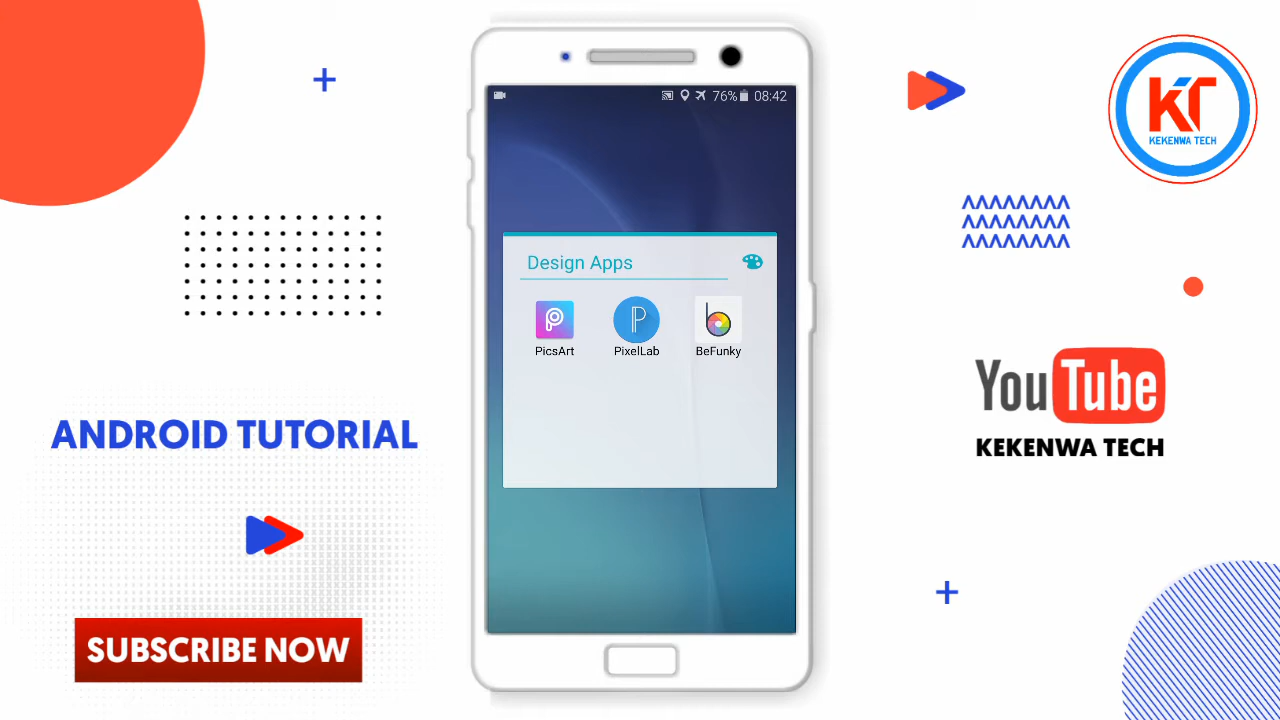 76% 08:42
Design Apps
PicsArt PixelLab BeFunky
ANDROID TUTORIAL
SUBSCRIBE NOW
KT
KEKENWA TECH
YouTube
KEKENWA TECH